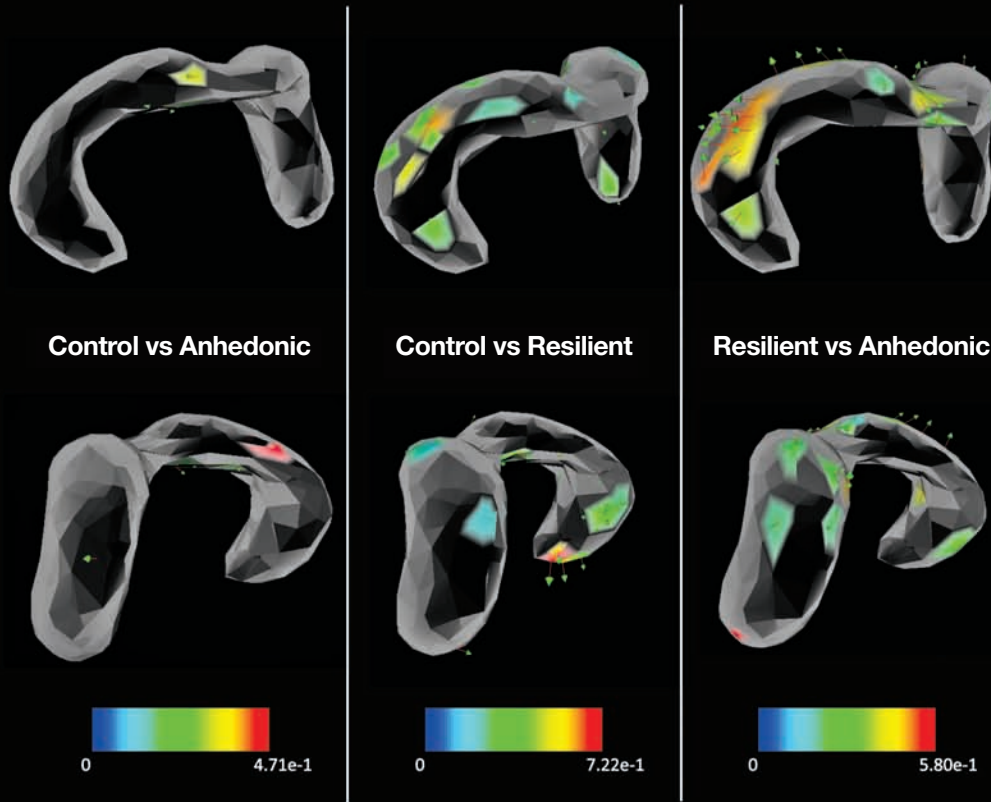 Control vs Anhedonic
Control vs Resilient
Resilient vs Anhedonic
0 4.71e-1
0 7.22e-1
0 5.80e-1